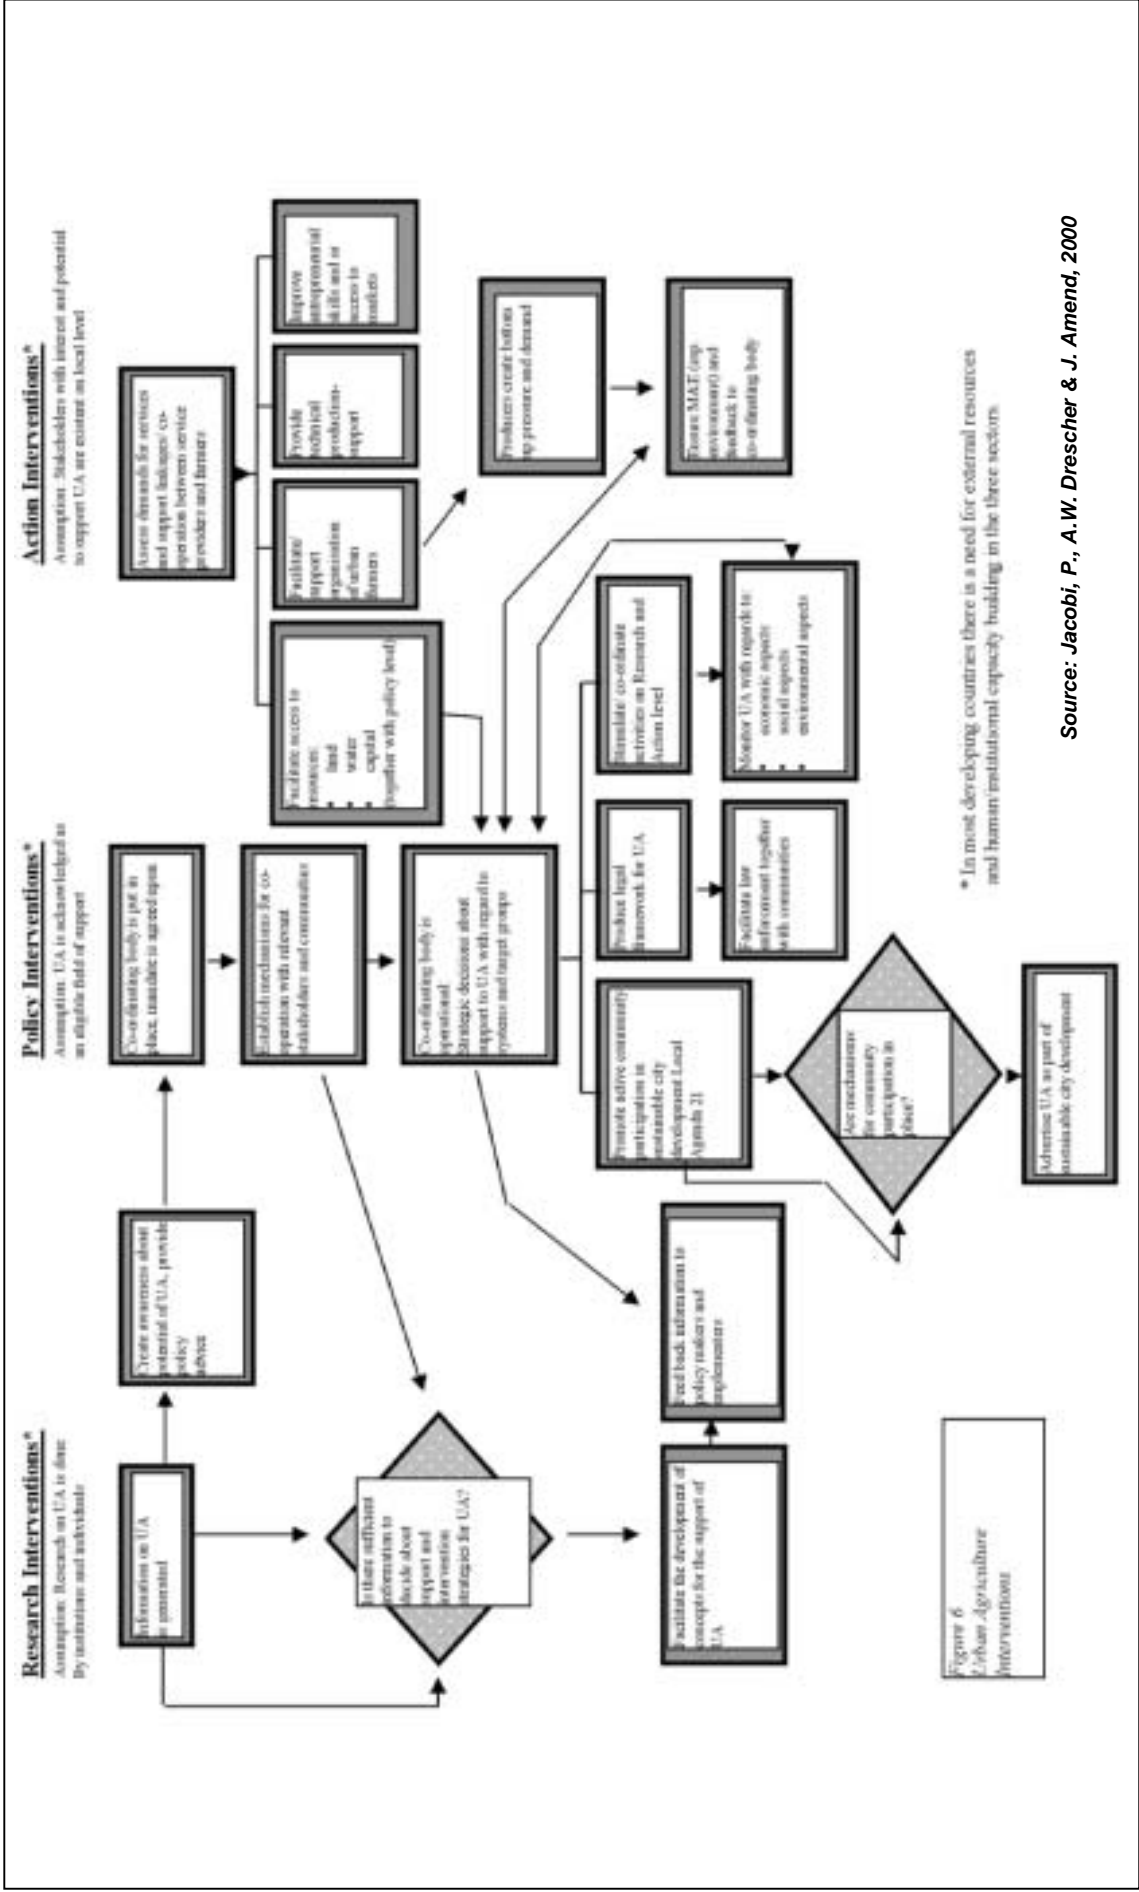 Research Interventions*
Assumption: Research on UA is done
By institutions and individuals
Information on UA
is generated
Create awareness about
potential of UA, provide
policy
advice
Is there sufficient
information to
decide about
support and
intervention
strategies for UA?
Facilitate the development of
concepts for the support of
UA
Feed back information to
policy makers and
implementers
Figure 6
Urban Agriculture
Interventions
Policy Interventions*
Assumption: UA is acknowledged as
an eligible field of support
Co-ordinating body is put in
place, mandate is agreed upon
Establish mechanisms for co-
operation with relevant
stakeholders and communities
Co-ordinating body is
operational
Strategic decisions about
support to UA with regard to
systems and target groups
Promote active community
participation in
sustainable city
development Local
Agenda 21
Produce legal
framework for UA
Stimulate/ co-ordinate
activities on Research and
Action level
Facilitate law
enforcement together
with communities
Monitor UA with regards to:
• economic aspects
• social aspects
• environmental aspects
Are mechanisms
for community
participation in
place?
Advertise UA as part of
sustainable city development
Action Interventions*
Assumption: Stakeholders with interest and potential
to support UA are existent on local level
Assess demands for services
and support linkages/ co-
operation between service
providers and farmers
Facilitate access to
resources:
• land
• water
• capital
(together with policy level)
Facilitate/
support
organisation
of urban
farmers
Provide
technical
production-
support
Improve
entrepreneurial
skills and or
access to
markets
Producers create bottom
up pressure and demand
Ensure M&E (esp
environment) and
feedback to
co-ordinating body
* In most developing countries there is a need for external resources
and human/institutional capacity building in the three sectors.
Source: Jacobi, P., A.W. Drescher & J. Amend, 2000